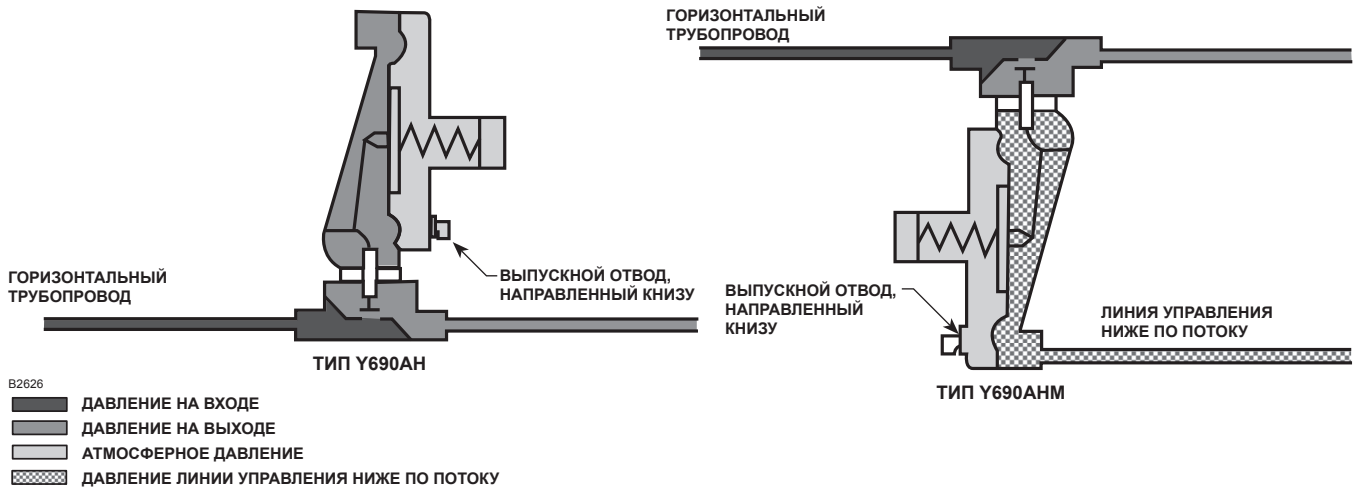 ГОРИЗОНТАЛЬНЫЙ
ТРУБОПРОВОД
ВЫПУСКНОЙ ОТВОД,
НАПРАВЛЕННЫЙ КНИЗУ
ТИП Y690AH
ГОРИЗОНТАЛЬНЫЙ
ТРУБОПРОВОД
ВЫПУСКНОЙ ОТВОД,
НАПРАВЛЕННЫЙ
КНИЗУ
ЛИНИЯ УПРАВЛЕНИЯ
НИЖЕ ПО ПОТОКУ
ТИП Y690AHM
B2626
ДАВЛЕНИЕ НА ВХОДЕ
ДАВЛЕНИЕ НА ВЫХОДЕ
АТМОСФЕРНОЕ ДАВЛЕНИЕ
ДАВЛЕНИЕ ЛИНИИ УПРАВЛЕНИЯ НИЖЕ ПО ПОТОКУ